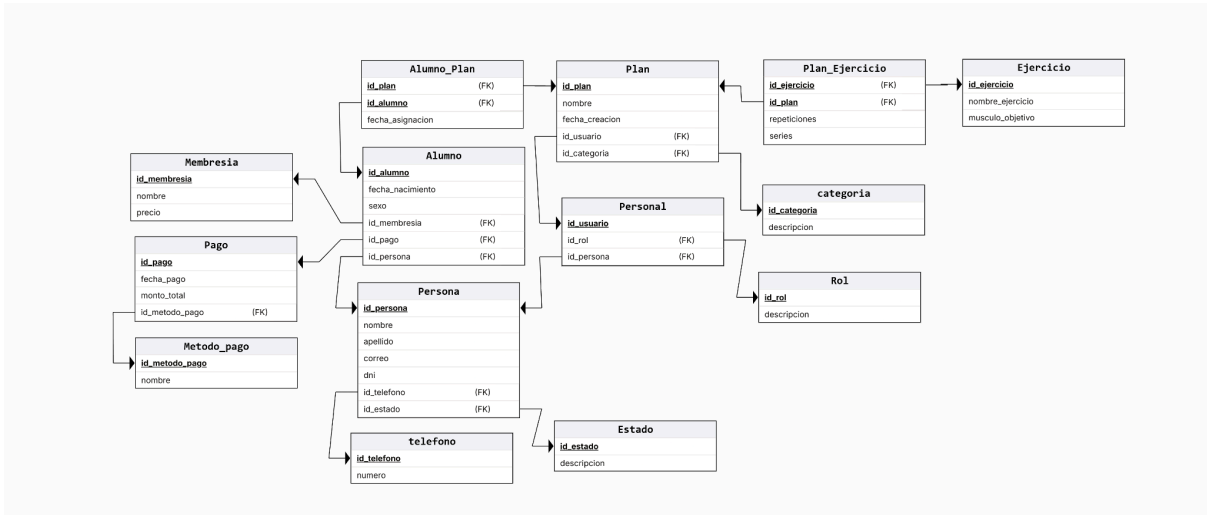 Alumno_Plan
id_plan (FK)
id_alumno (FK)
fecha_asignacion
Plan
id_plan
nombre
fecha_creacion
id_usuario (FK)
id_categoria (FK)
Plan_Ejercicio
id_ejercicio (FK)
id_plan (FK)
repeticiones
series
Ejercicio
id_ejercicio
nombre_ejercicio
musculo_objetivo
Membresia
id_membresia
nombre
precio
Alumno
id_alumno
fecha_nacimiento
sexo
id_membresia (FK)
id_pago (FK)
id_persona (FK)
Personal
id_usuario
id_rol (FK)
id_persona (FK)
categoria
id_categoria
descripcion
Pago
id_pago
fecha_pago
monto_total
id_metodo_pago (FK)
Persona
id_persona
nombre
apellido
correo
dni
id_telefono (FK)
id_estado (FK)
Rol
id_rol
descripcion
Metodo_pago
id_metodo_pago
nombre
telefono
id_telefono
numero
Estado
id_estado
descripcion